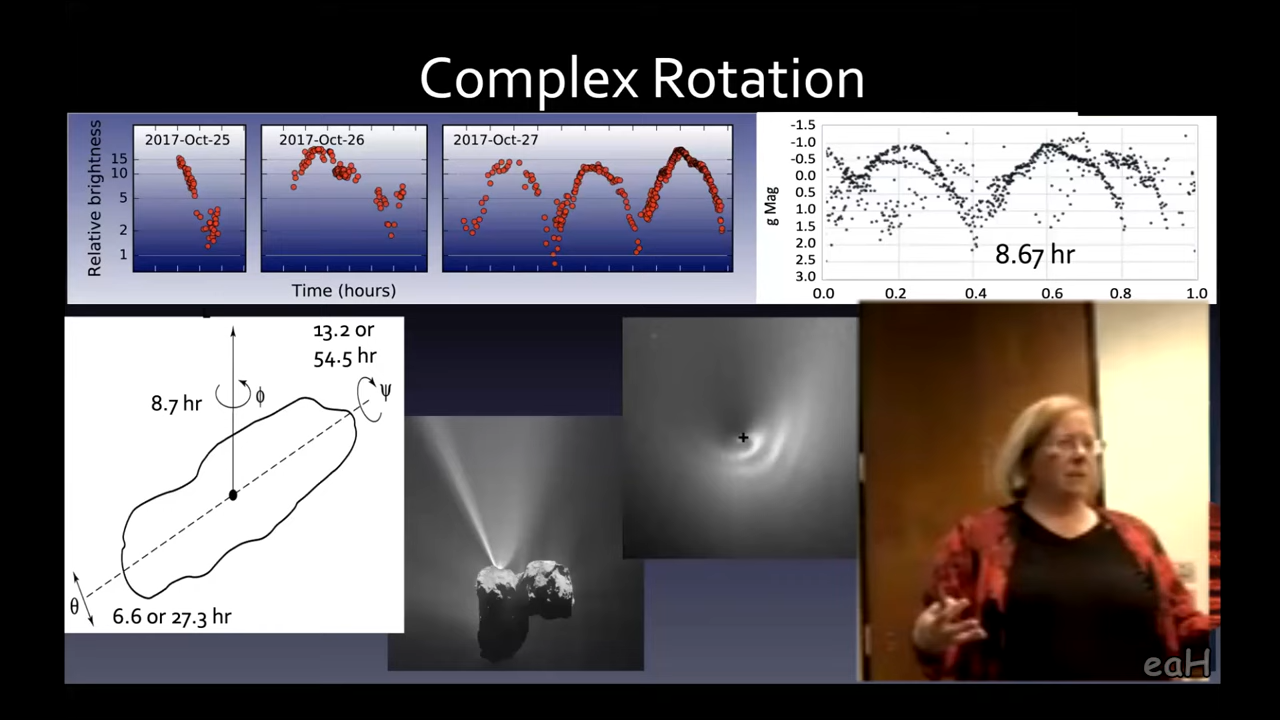 Complex Rotation
Relative brightness
15
10
5
2
1
2017-Oct-25
2017-Oct-26
2017-Oct-27
Time (hours)
g Mag
-1.5
-1.0
-0.5
0.0
0.5
1.0
1.5
2.0
2.5
3.0
8.67 hr
0.0 0.2 0.4 0.6 0.8 1.0
13.2 or
54.5 hr
ψ
8.7 hr
ϕ
θ
6.6 or 27.3 hr
eaH